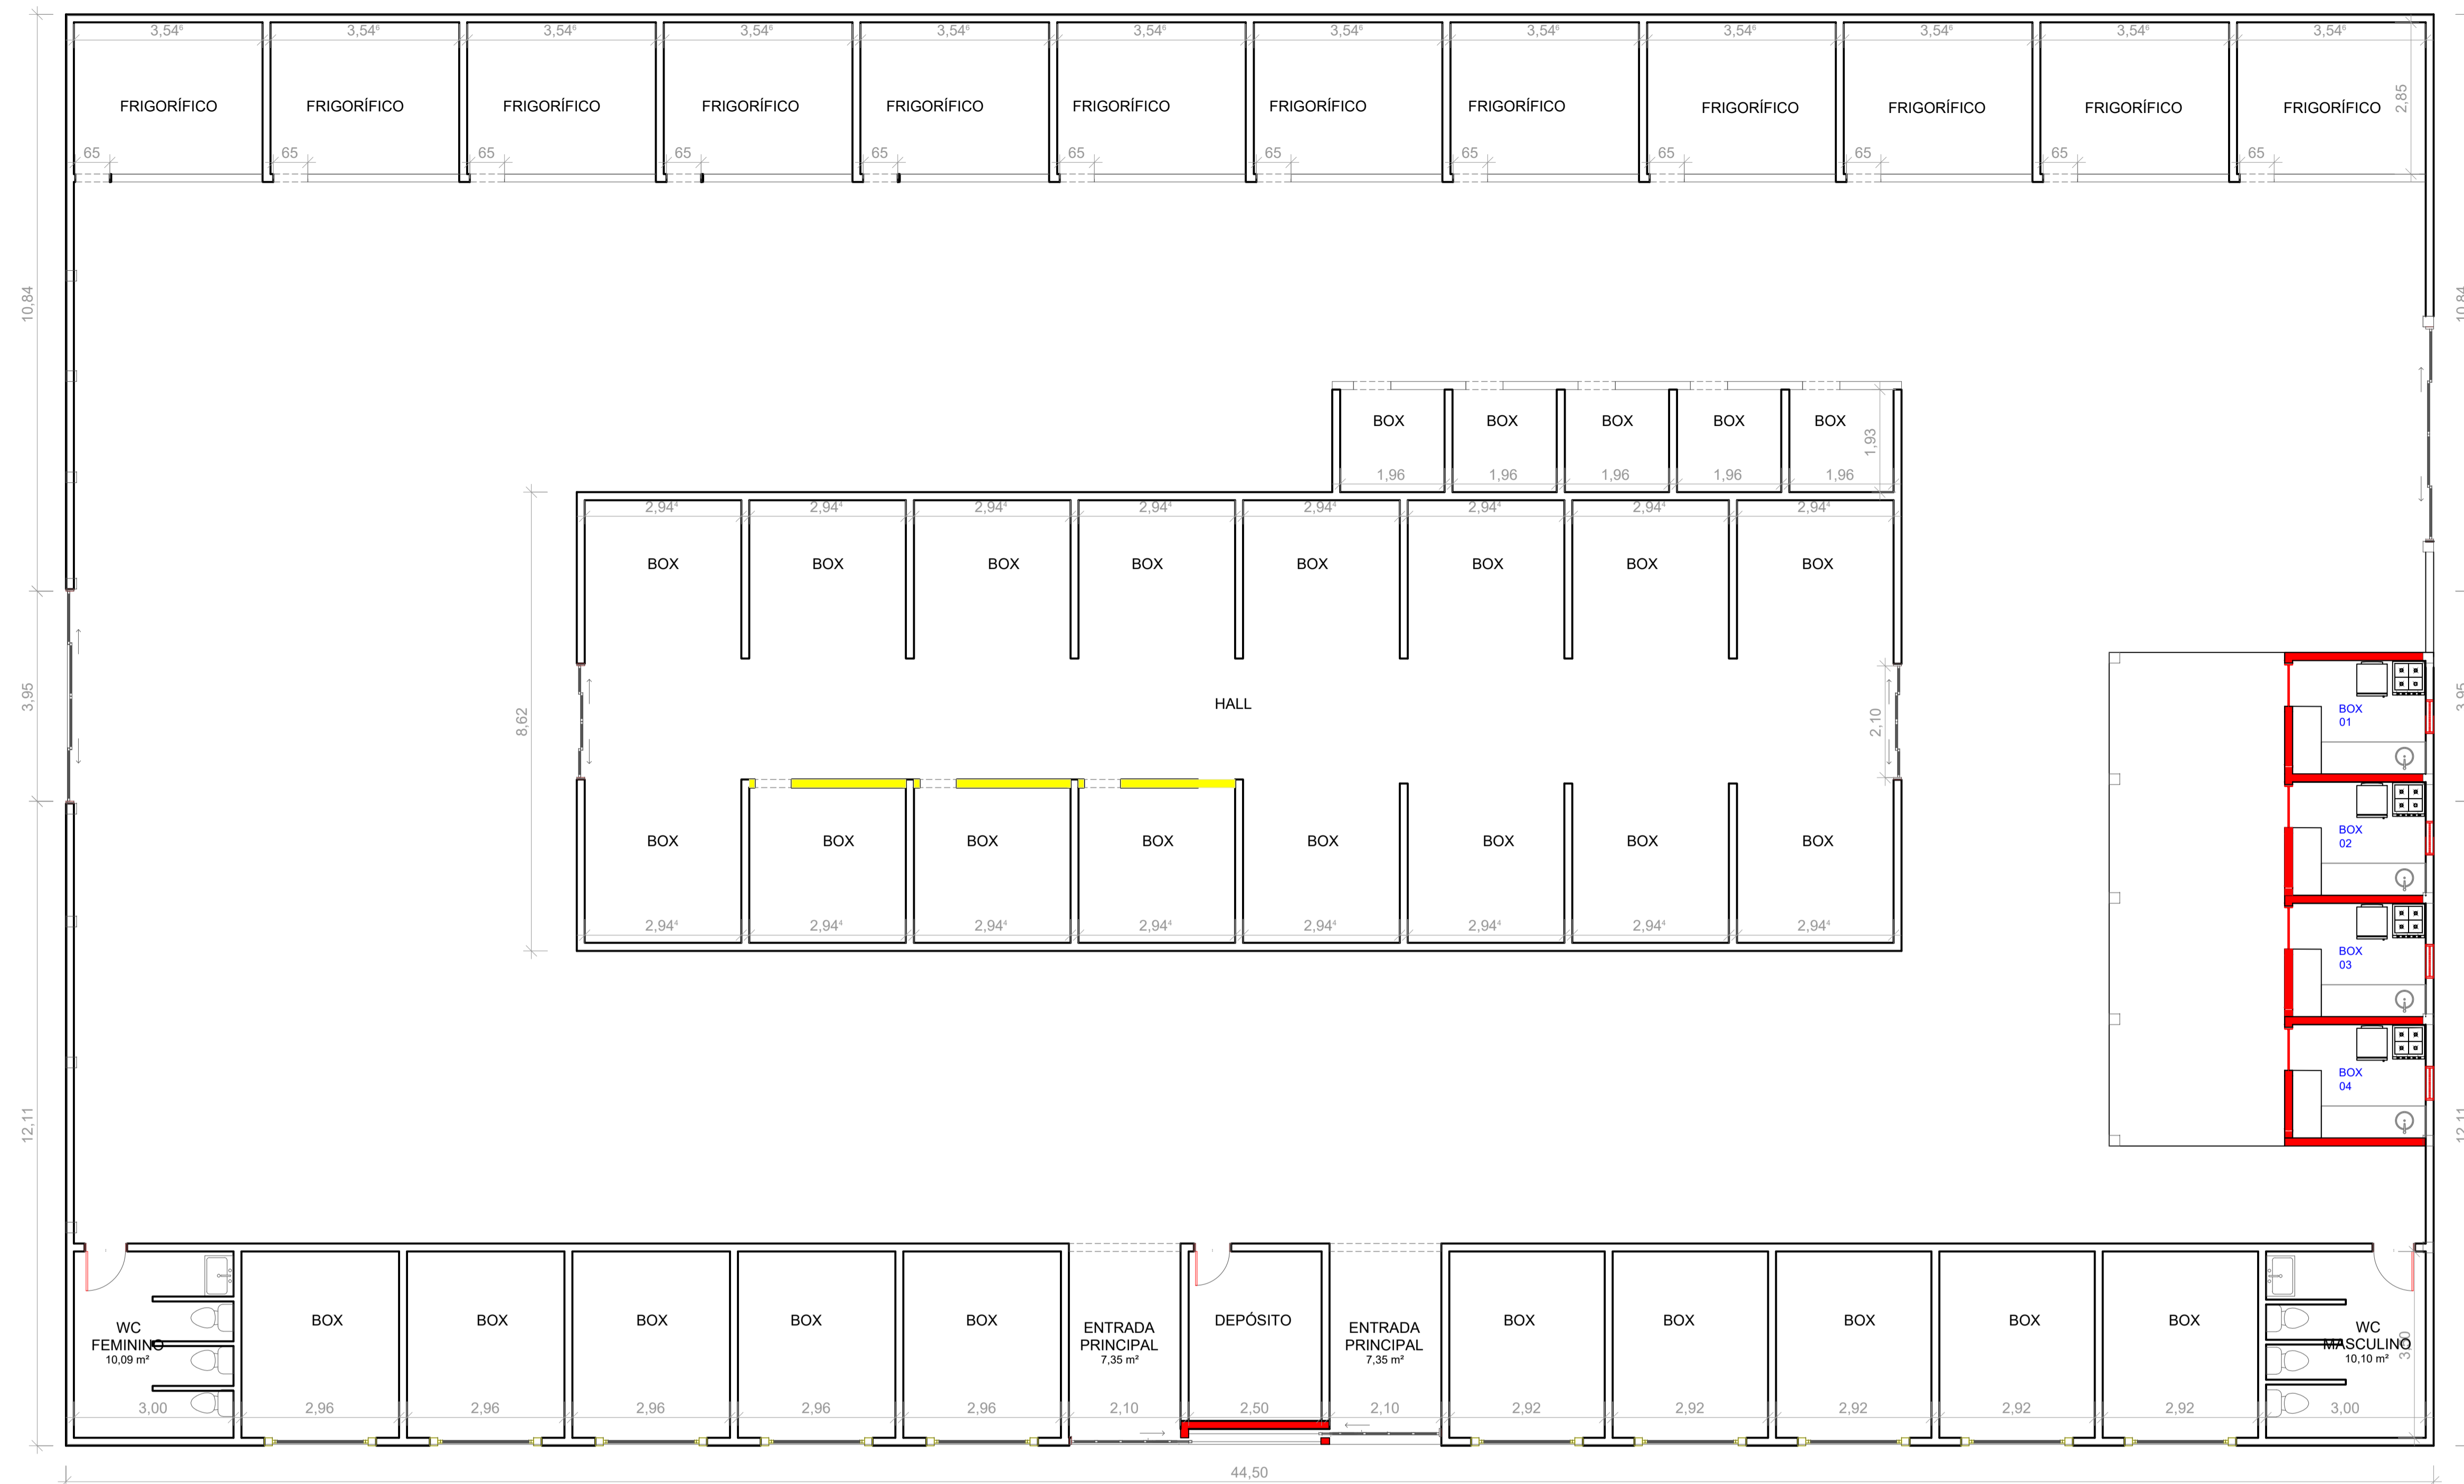 3,54⁶ 3,54⁶ 3,54⁶ 3,54⁶ 3,54⁶ 3,54⁶ 3,54⁶ 3,54⁶ 3,54⁶ 3,54⁶ 3,54⁶ 3,54⁶
FRIGORÍFICO FRIGORÍFICO FRIGORÍFICO FRIGORÍFICO FRIGORÍFICO FRIGORÍFICO FRIGORÍFICO FRIGORÍFICO FRIGORÍFICO FRIGORÍFICO FRIGORÍFICO FRIGORÍFICO
2,85
65 65 65 65 65 65 65 65 65 65 65 65
10,84
10,84
BOX BOX BOX BOX BOX
1,93
1,96 1,96 1,96 1,96 1,96
2,94⁴ 2,94⁴ 2,94⁴ 2,94⁴ 2,94⁴ 2,94⁴ 2,94⁴ 2,94⁴
BOX BOX BOX BOX BOX BOX BOX BOX
3,95
8,62
HALL
2,10
3,95
BOX
01
BOX
02
BOX BOX BOX BOX BOX BOX BOX BOX
2,94⁴ 2,94⁴ 2,94⁴ 2,94⁴ 2,94⁴ 2,94⁴ 2,94⁴ 2,94⁴
BOX
03
BOX
04
12,11
12,11
WC
FEMININO
10,09 m²
BOX BOX BOX BOX BOX
ENTRADA
PRINCIPAL
7,35 m²
DEPÓSITO
ENTRADA
PRINCIPAL
7,35 m²
BOX BOX BOX BOX BOX
WC
MASCULINO
10,10 m²
3,00 2,96 2,96 2,96 2,96 2,96 2,10 2,50 2,10 2,92 2,92 2,92 2,92 2,92 3,00
44,50